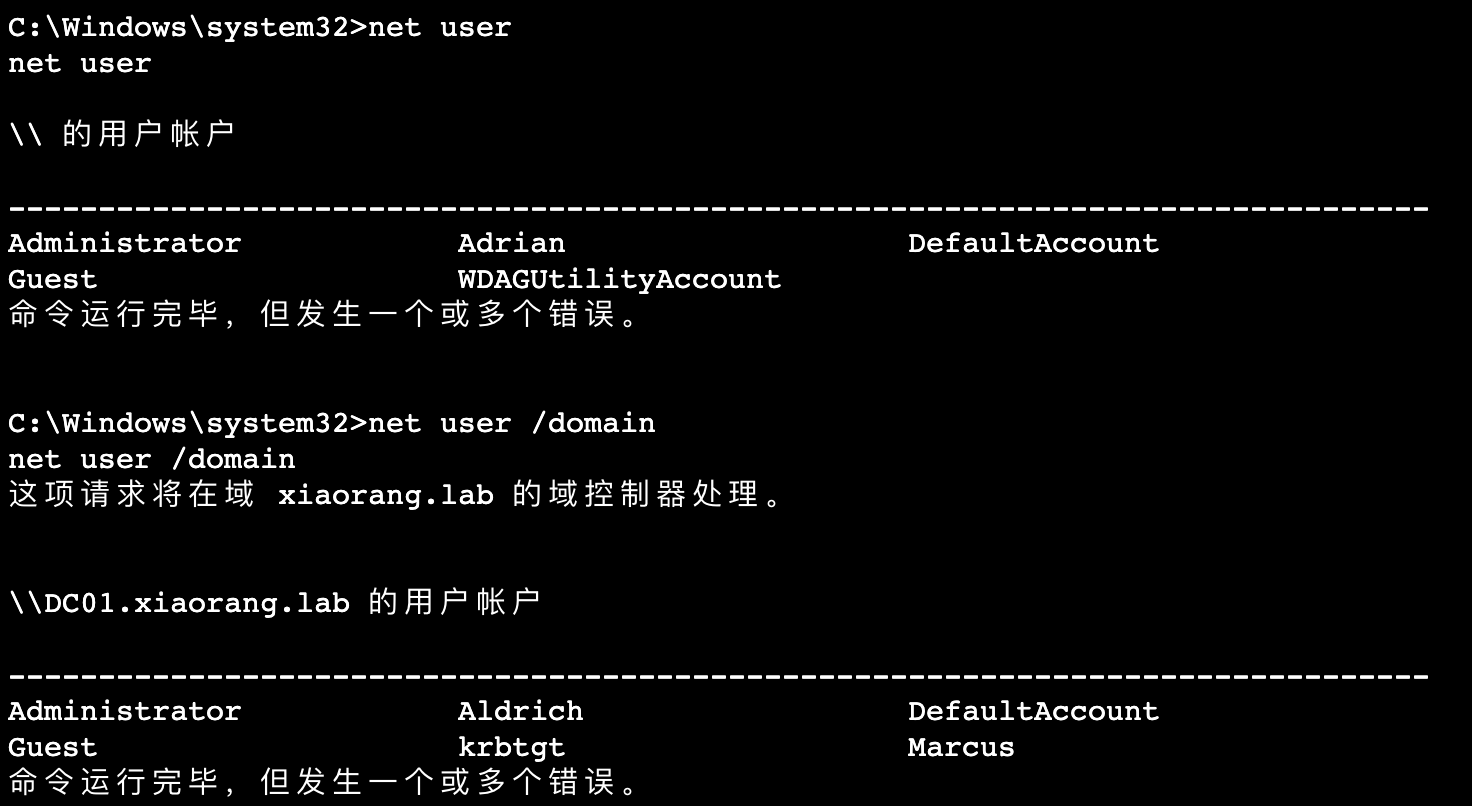 C:\Windows\system32>net user
net user
\\ 的用户帐户
-------------------------------------------------------------------------------
Administrator            Adrian                   DefaultAccount
Guest                    WDAGUtilityAccount
命令运行完毕，但发生一个或多个错误。
C:\Windows\system32>net user /domain
net user /domain
这项请求将在域 xiaorang.lab 的域控制器处理。
\\DC01.xiaorang.lab 的用户帐户
-------------------------------------------------------------------------------
Administrator            Aldrich                  DefaultAccount
Guest                    krbtgt                   Marcus
命令运行完毕，但发生一个或多个错误。